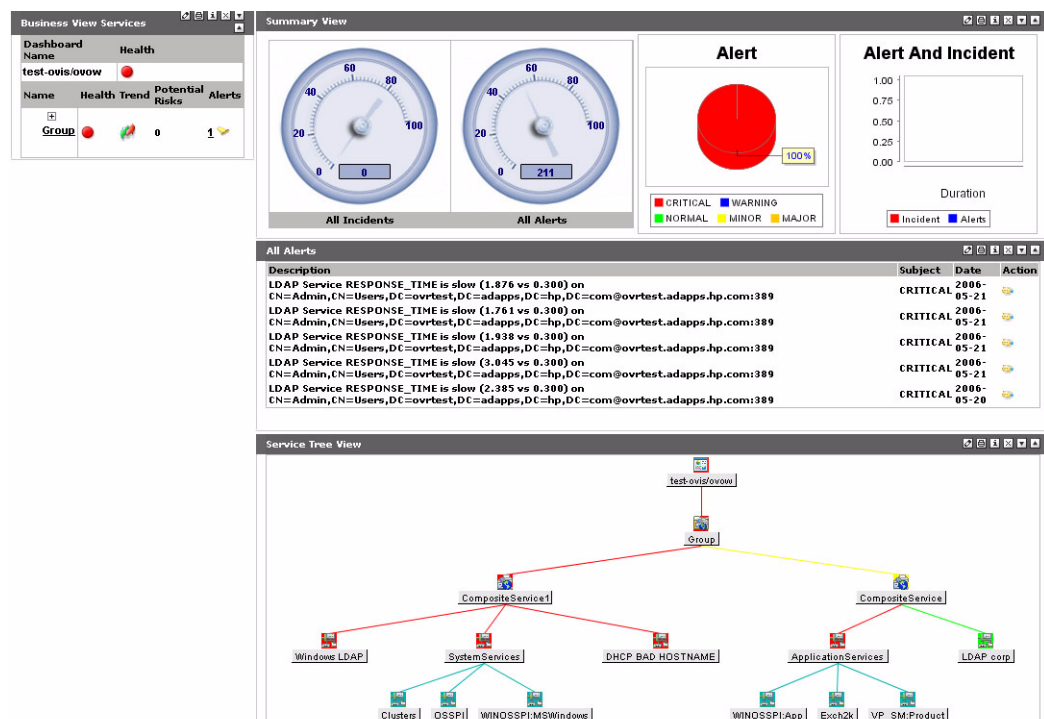 Business View Services
Dashboard Name
Health
test-ovis/ovow
Name Health Trend Potential Risks Alerts
Group 0 1
Summary View
0 20 40 60 80 100
0
All Incidents
0 20 40 60 80 100
211
All Alerts
Alert
100%
CRITICAL WARNING
NORMAL MINOR MAJOR
Alert And Incident
1.00
0.75
0.50
0.25
0.00
Duration
Incident Alerts
All Alerts
Description Subject Date Action
LDAP Service RESPONSE_TIME is slow (1.876 vs 0.300) on
CN=Admin,CN=Users,DC=ovrtest,DC=adapps,DC=hp,DC=com@ovrtest.adapps.hp.com:389
CRITICAL 2006-
05-21
LDAP Service RESPONSE_TIME is slow (1.761 vs 0.300) on
CN=Admin,CN=Users,DC=ovrtest,DC=adapps,DC=hp,DC=com@ovrtest.adapps.hp.com:389
CRITICAL 2006-
05-21
LDAP Service RESPONSE_TIME is slow (1.938 vs 0.300) on
CN=Admin,CN=Users,DC=ovrtest,DC=adapps,DC=hp,DC=com@ovrtest.adapps.hp.com:389
CRITICAL 2006-
05-21
LDAP Service RESPONSE_TIME is slow (3.045 vs 0.300) on
CN=Admin,CN=Users,DC=ovrtest,DC=adapps,DC=hp,DC=com@ovrtest.adapps.hp.com:389
CRITICAL 2006-
05-21
LDAP Service RESPONSE_TIME is slow (2.385 vs 0.300) on
CN=Admin,CN=Users,DC=ovrtest,DC=adapps,DC=hp,DC=com@ovrtest.adapps.hp.com:389
CRITICAL 2006-
05-20
Service Tree View
test-ovis/ovow
Group
CompositeService1 CompositeService
Windows LDAP SystemServices DHCP BAD HOSTNAME ApplicationServices LDAP corp
Clusters OSSPI WINOSSPI:MSWindows WINOSSPI:App Exch2k VP_SM:Product